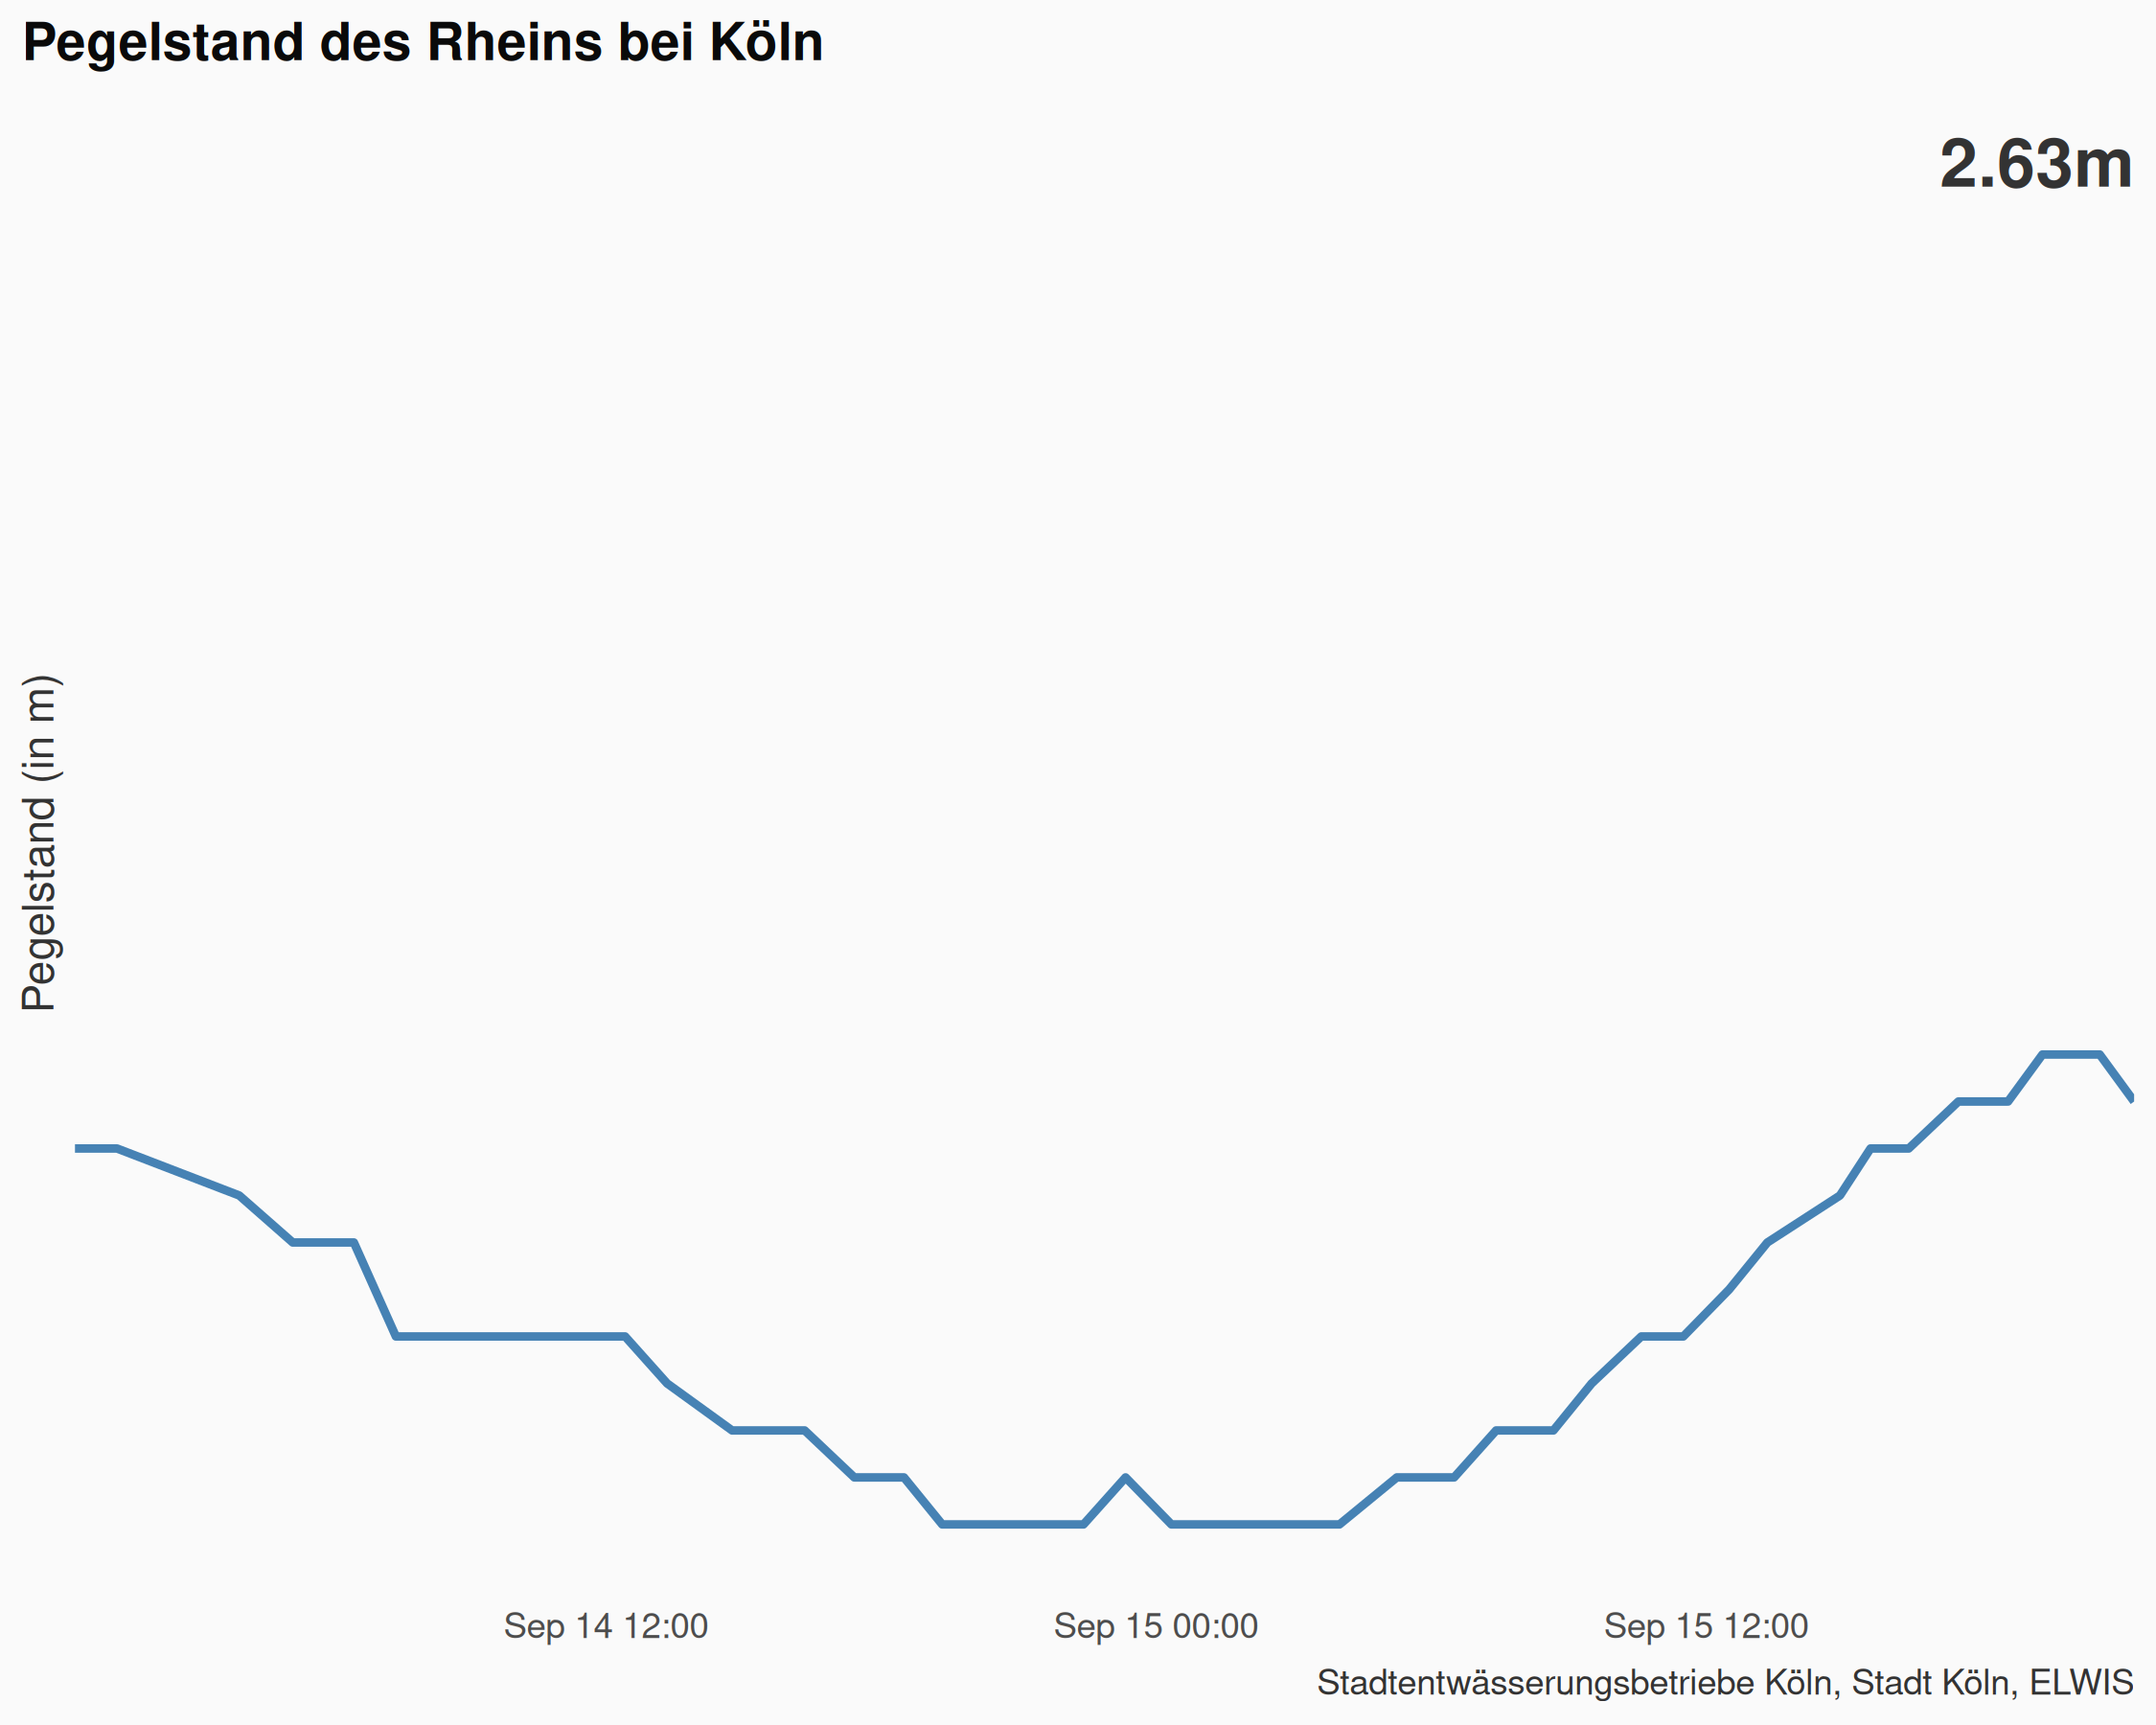 Pegelstand des Rheins bei Köln
2.63m
Pegelstand (in m)
Sep 14 12:00
Sep 15 00:00
Sep 15 12:00
Stadtentwässerungsbetriebe Köln, Stadt Köln, ELWIS